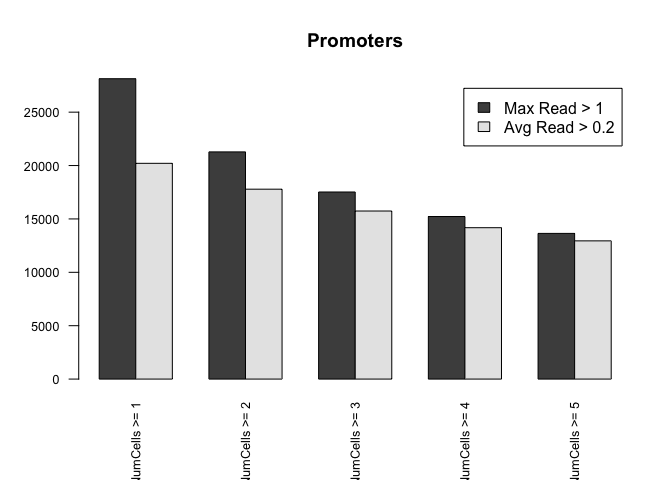 Promoters
Max Read > 1
Avg Read > 0.2
25000
20000
15000
10000
5000
0
NumCells >= 1
NumCells >= 2
NumCells >= 3
NumCells >= 4
NumCells >= 5